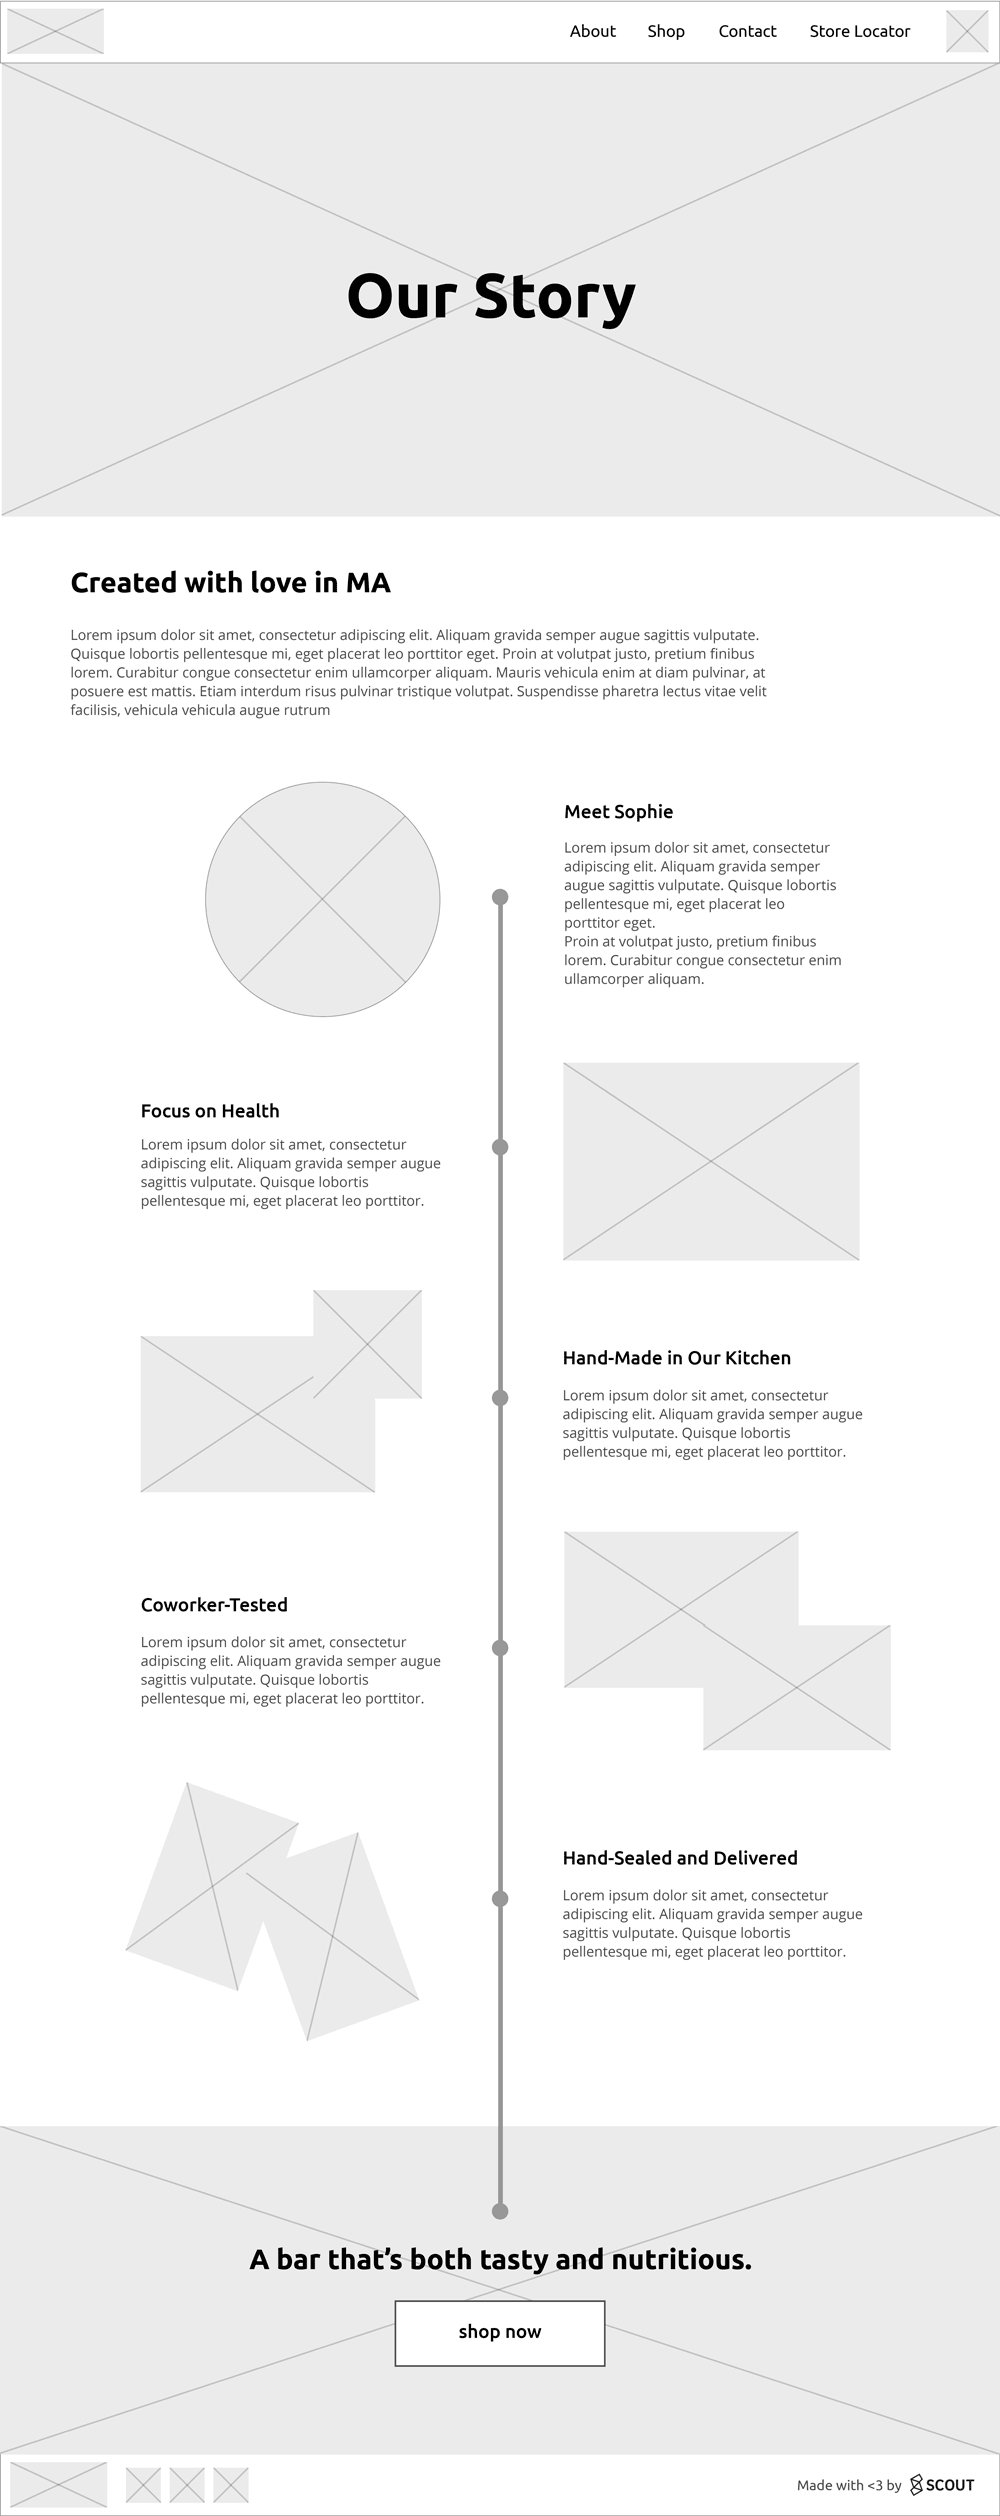 About Shop Contact Store Locator
Our Story
Created with love in MA
Lorem ipsum dolor sit amet, consectetur adipiscing elit. Aliquam gravida semper augue sagittis vulputate.
Quisque lobortis pellentesque mi, eget placerat leo porttitor eget. Proin at volutpat justo, pretium finibus
lorem. Curabitur congue consectetur enim ullamcorper aliquam. Mauris vehicula enim at diam pulvinar, at
posuere est mattis. Etiam interdum risus pulvinar tristique volutpat. Suspendisse pharetra lectus vitae velit
facilisis, vehicula vehicula augue rutrum
Meet Sophie
Lorem ipsum dolor sit amet, consectetur
adipiscing elit. Aliquam gravida semper
augue sagittis vulputate. Quisque lobortis
pellentesque mi, eget placerat leo
porttitor eget.
Proin at volutpat justo, pretium finibus
lorem. Curabitur congue consectetur enim
ullamcorper aliquam.
Focus on Health
Lorem ipsum dolor sit amet, consectetur
adipiscing elit. Aliquam gravida semper augue
sagittis vulputate. Quisque lobortis
pellentesque mi, eget placerat leo porttitor.
Hand-Made in Our Kitchen
Lorem ipsum dolor sit amet, consectetur
adipiscing elit. Aliquam gravida semper augue
sagittis vulputate. Quisque lobortis
pellentesque mi, eget placerat leo porttitor.
Coworker-Tested
Lorem ipsum dolor sit amet, consectetur
adipiscing elit. Aliquam gravida semper augue
sagittis vulputate. Quisque lobortis
pellentesque mi, eget placerat leo porttitor.
Hand-Sealed and Delivered
Lorem ipsum dolor sit amet, consectetur
adipiscing elit. Aliquam gravida semper augue
sagittis vulputate. Quisque lobortis
pellentesque mi, eget placerat leo porttitor.
A bar that’s both tasty and nutritious.
shop now
Made with <3 by SCOUT